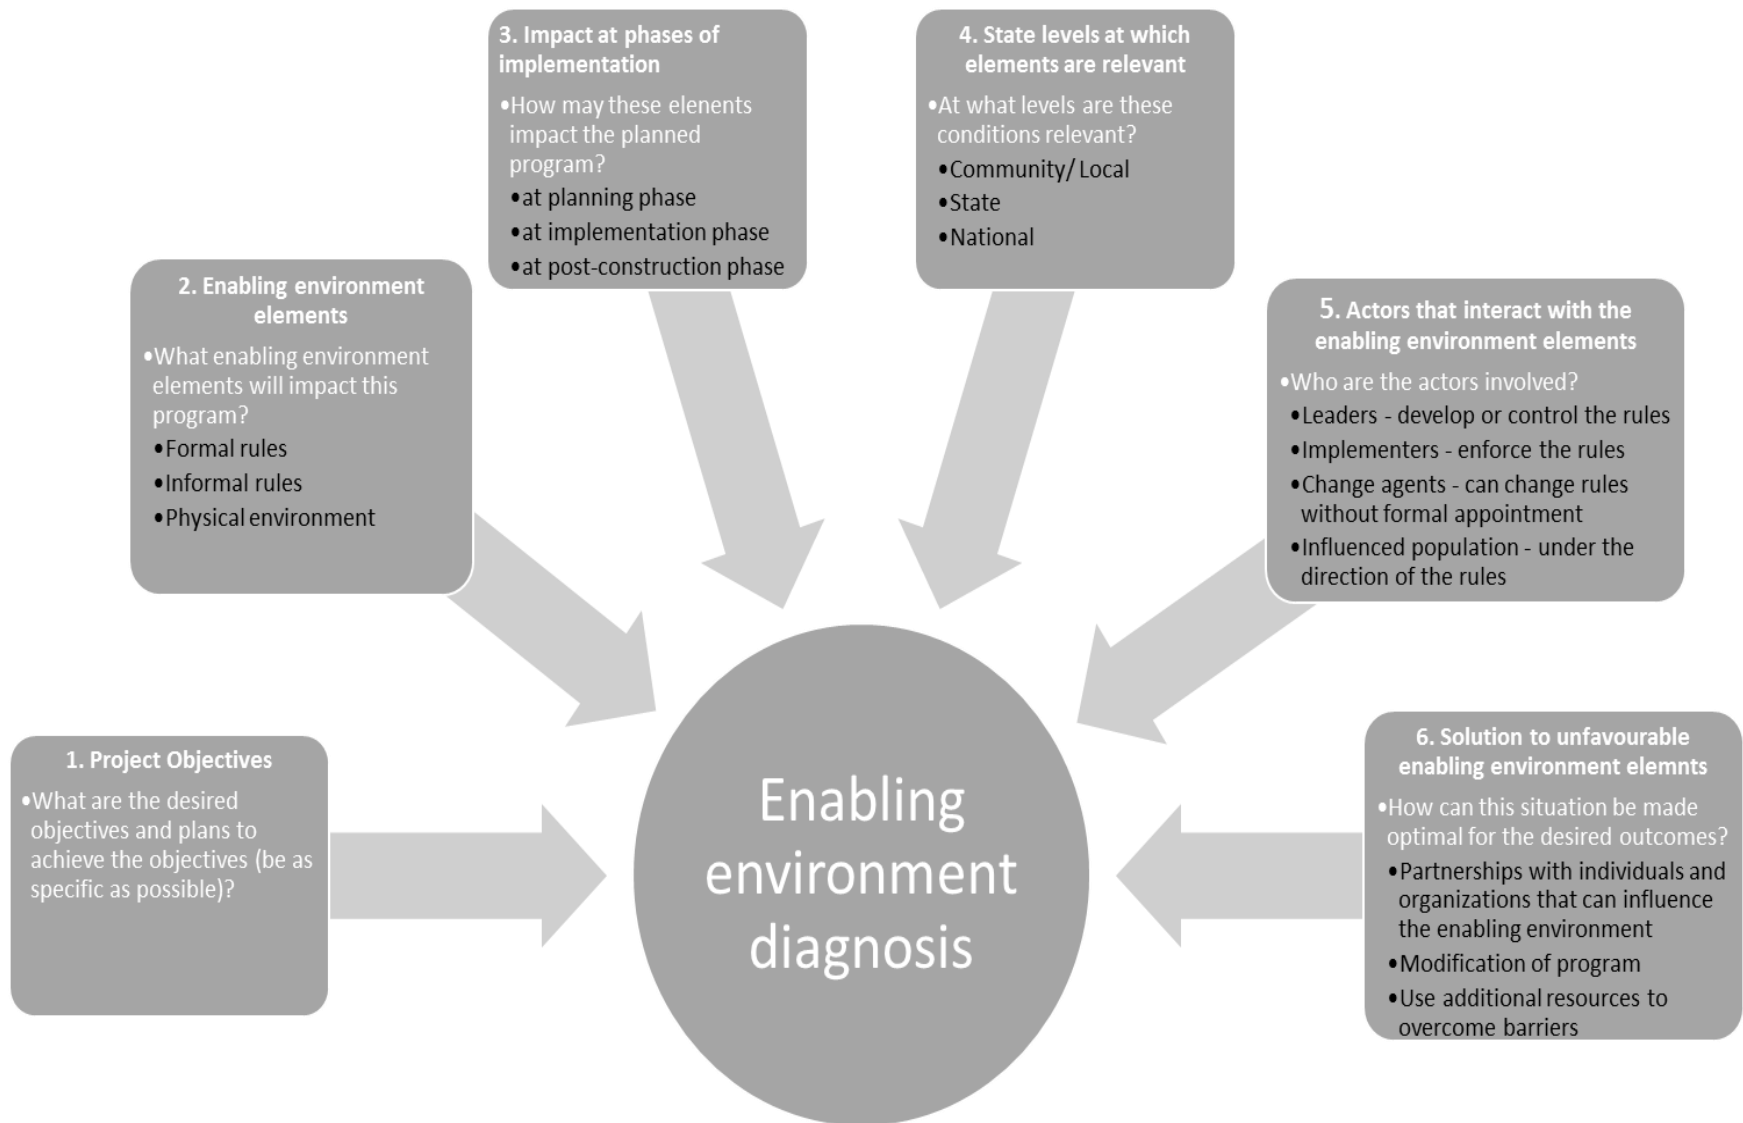 1. Project Objectives
•What are the desired
objectives and plans to
achieve the objectives (be as
specific as possible)?
2. Enabling environment
elements
•What enabling environment
elements will impact this
program?
•Formal rules
•Informal rules
•Physical environment
3. Impact at phases of
implementation
•How may these elenents
impact the planned
program?
•at planning phase
•at implementation phase
•at post-construction phase
4. State levels at which
elements are relevant
•At what levels are these
conditions relevant?
•Community/ Local
•State
•National
5. Actors that interact with the
enabling environment elements
•Who are the actors involved?
•Leaders - develop or control the rules
•Implementers - enforce the rules
•Change agents - can change rules
without formal appointment
•Influenced population - under the
direction of the rules
6. Solution to unfavourable
enabling environment elemnts
•How can this situation be made
optimal for the desired outcomes?
•Partnerships with individuals and
organizations that can influence
the enabling environment
•Modification of program
•Use additional resources to
overcome barriers
Enabling
environment
diagnosis